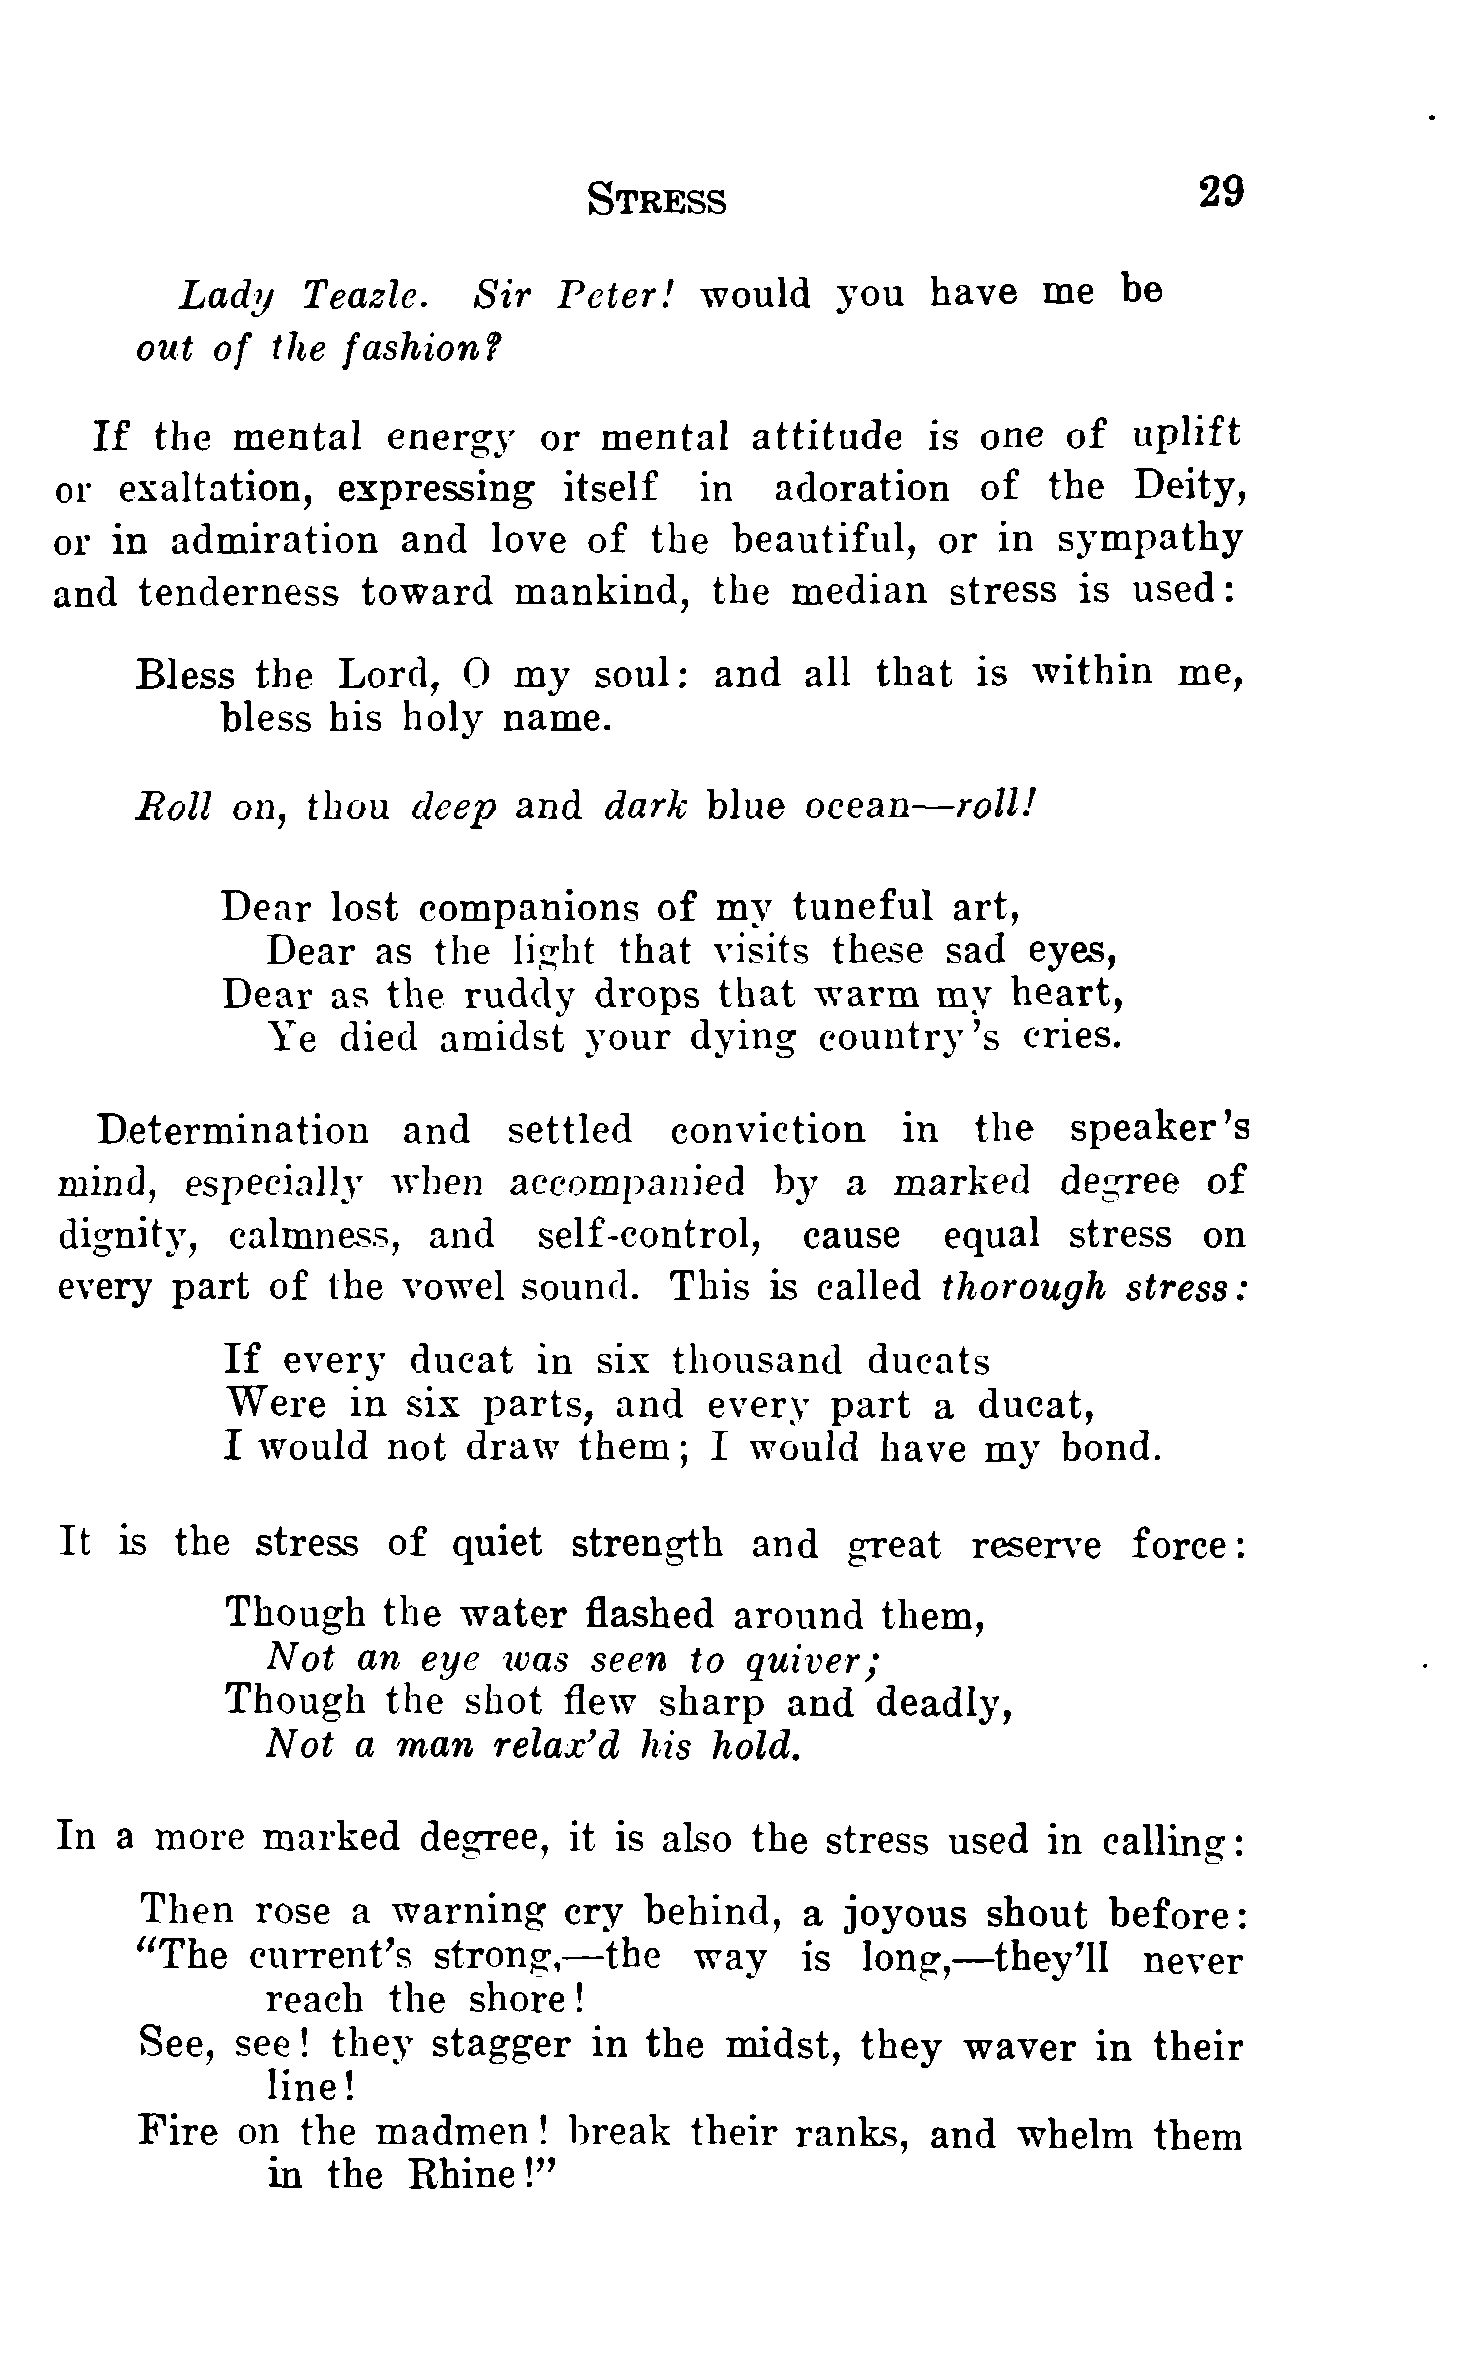 STRESS 29
Lady Teazle. Sir Peter! would you have me be
out of the fashion?
If the mental energy or mental attitude is one of uplift
or exaltation, expressing itself in adoration of the Deity,
or in admiration and love of the beautiful, or in sympathy
and tenderness toward mankind, the median stress is used:
Bless the Lord, O my soul: and all that is within me,
bless his holy name.
Roll on, thou deep and dark blue ocean—roll!
Dear lost companions of my tuneful art,
Dear as the light that visits these sad eyes,
Dear as the ruddy drops that warm my heart,
Ye died amidst your dying country's cries.
Determination and settled conviction in the speaker's
mind, especially when accompanied by a marked degree of
dignity, calmness, and self-control, cause equal stress on
every part of the vowel sound. This is called thorough stress:
If every ducat in six thousand ducats
Were in six parts, and every part a ducat,
I would not draw them; I would have my bond.
It is the stress of quiet strength and great reserve force:
Though the water flashed around them,
Not an eye was seen to quiver;
Though the shot flew sharp and deadly,
Not a man relax'd his hold.
In a more marked degree, it is also the stress used in calling:
Then rose a warning cry behind, a joyous shout before:
"The current's strong,—the way is long,—they'll never
reach the shore!
See, see! they stagger in the midst, they waver in their
line!
Fire on the madmen! break their ranks, and whelm them
in the Rhine!"